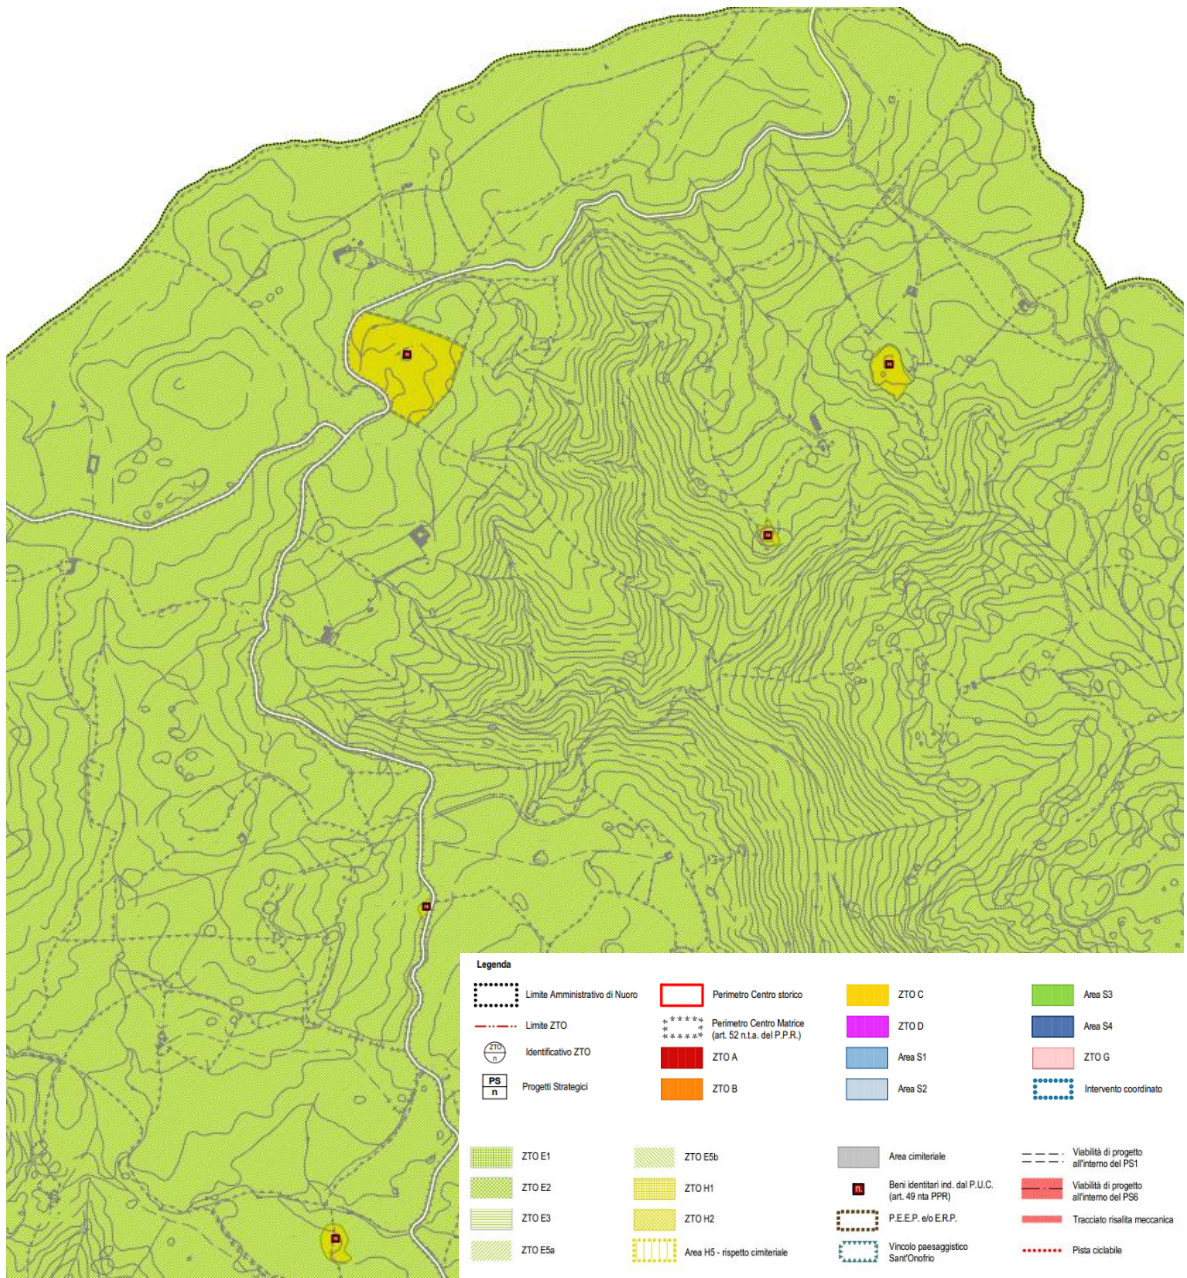 Legenda
Limite Amministrativo di Nuoro
Limite ZTO
ZTO
n
Identificativo ZTO
PS
n
Progetti Strategici
Perimetro Centro storico
Perimetro Centro Matrice
(art. 52 n.t.a. del P.P.R.)
ZTO A
ZTO B
ZTO C
ZTO D
Area S1
Area S2
Area S3
Area S4
ZTO G
Intervento coordinato
ZTO E1
ZTO E2
ZTO E3
ZTO E5a
ZTO E5b
ZTO H1
ZTO H2
Area H5 - rispetto cimiteriale
Area cimiteriale
n.
Beni identitari ind. dal P.U.C.
(art. 49 nta PPR)
P.E.E.P. e/o E.R.P.
Vincolo paesaggistico
Sant'Onofrio
Viabilità di progetto
all'interno del PS1
Viabilità di progetto
all'interno del PS6
Tracciato risalita meccanica
Pista ciclabile